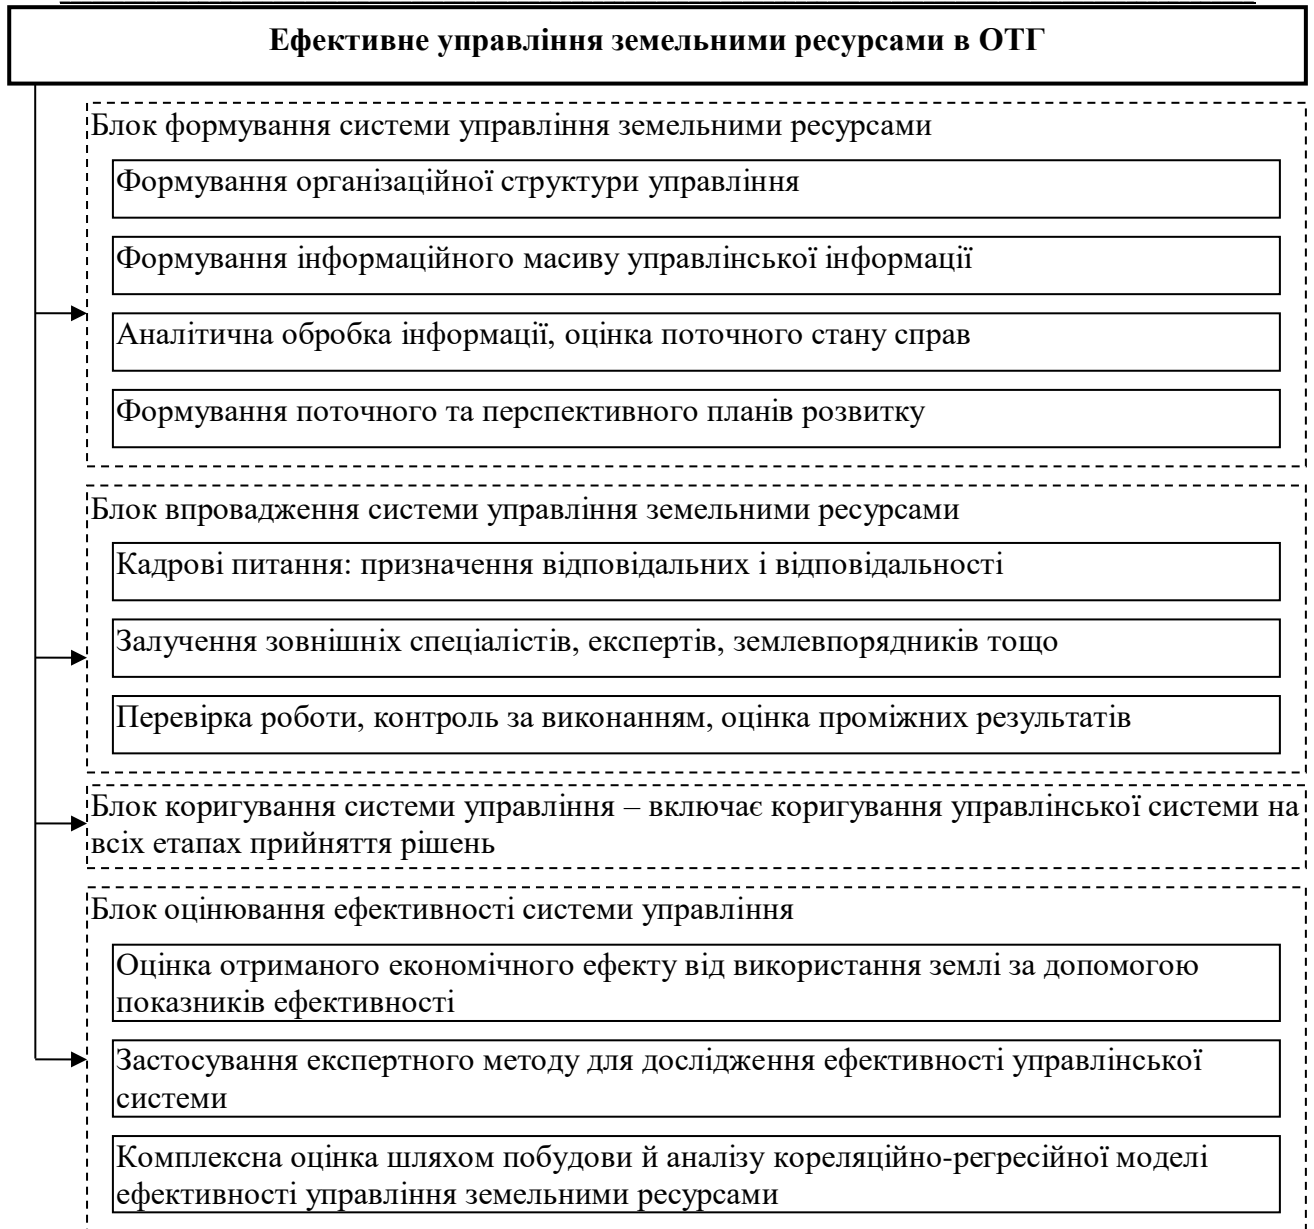 Ефективне управління земельними ресурсами в ОТГ
Блок формування системи управління земельними ресурсами
Формування організаційної структури управління
Формування інформаційного масиву управлінської інформації
Аналітична обробка інформації, оцінка поточного стану справ
Формування поточного та перспективного планів розвитку
Блок впровадження системи управління земельними ресурсами
Кадрові питання: призначення відповідальних і відповідальності
Залучення зовнішніх спеціалістів, експертів, землевпорядників тощо
Перевірка роботи, контроль за виконанням, оцінка проміжних результатів
Блок коригування системи управління – включає коригування управлінської системи на
всіх етапах прийняття рішень
Блок оцінювання ефективності системи управління
Оцінка отриманого економічного ефекту від використання землі за допомогою
показників ефективності
Застосування експертного методу для дослідження ефективності управлінської
системи
Комплексна оцінка шляхом побудови й аналізу кореляційно-регресійної моделі
ефективності управління земельними ресурсами